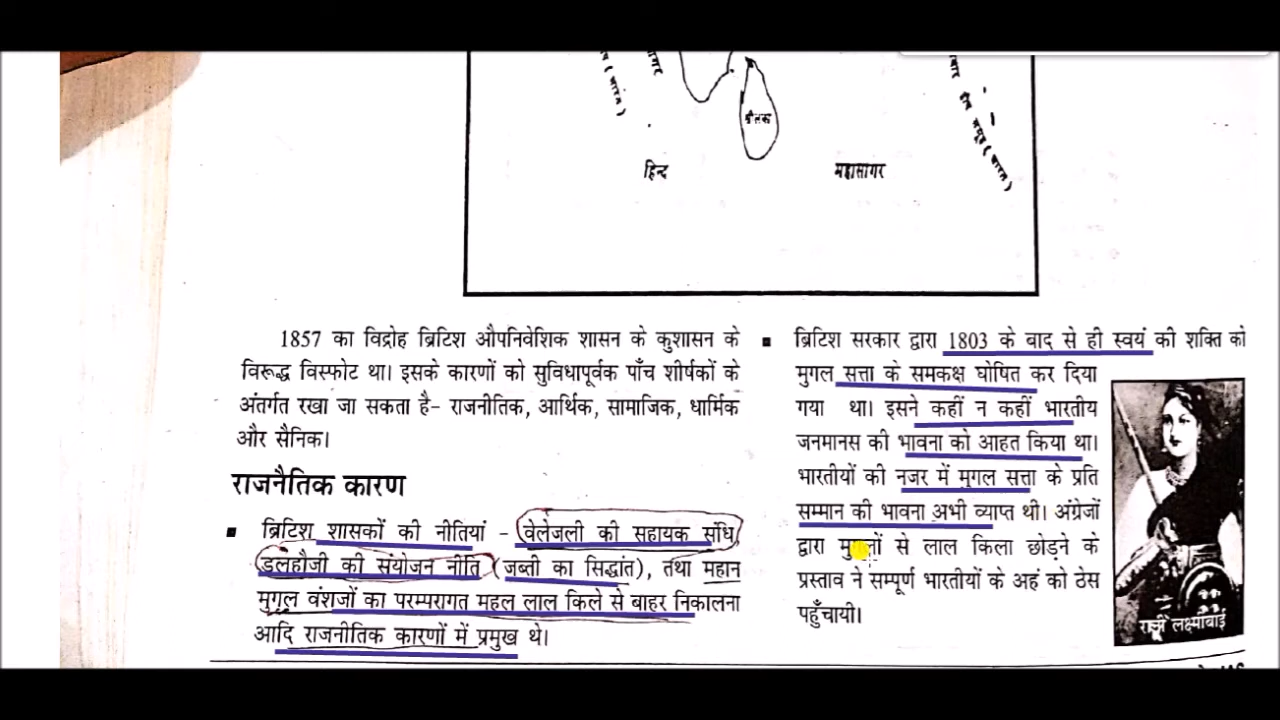 सागर
श्रीलंका
हिन्द महासागर
1857 का विद्रोह ब्रिटिश औपनिवेशिक शासन के कुशासन के
विरूद्ध विस्फोट था। इसके कारणों को सुविधापूर्वक पाँच शीर्षकों के
अंतर्गत रखा जा सकता है- राजनीतिक, आर्थिक, सामाजिक, धार्मिक
और सैनिक।
राजनैतिक कारण
▪ ब्रिटिश शासकों की नीतियां - वेलेजली की सहायक संधि,
डलहौजी की संयोजन नीति (जब्ती का सिद्धांत), तथा महान
मुगल वंशजों का परम्परागत महल लाल किले से बाहर निकालना
आदि राजनीतिक कारणों में प्रमुख थे।
▪ ब्रिटिश सरकार द्वारा 1803 के बाद से ही स्वयं की शक्ति को
मुगल सत्ता के समकक्ष घोषित कर दिया
गया था। इसने कहीं न कहीं भारतीय
जनमानस की भावना को आहत किया था।
भारतीयों की नजर में मुगल सत्ता के प्रति
सम्मान की भावना अभी व्याप्त थी। अंग्रेजों
द्वारा मुगलों से लाल किला छोड़ने के
प्रस्ताव ने सम्पूर्ण भारतीयों के अहं को ठेस
पहुँचायी।
रानी लक्ष्मीबाई